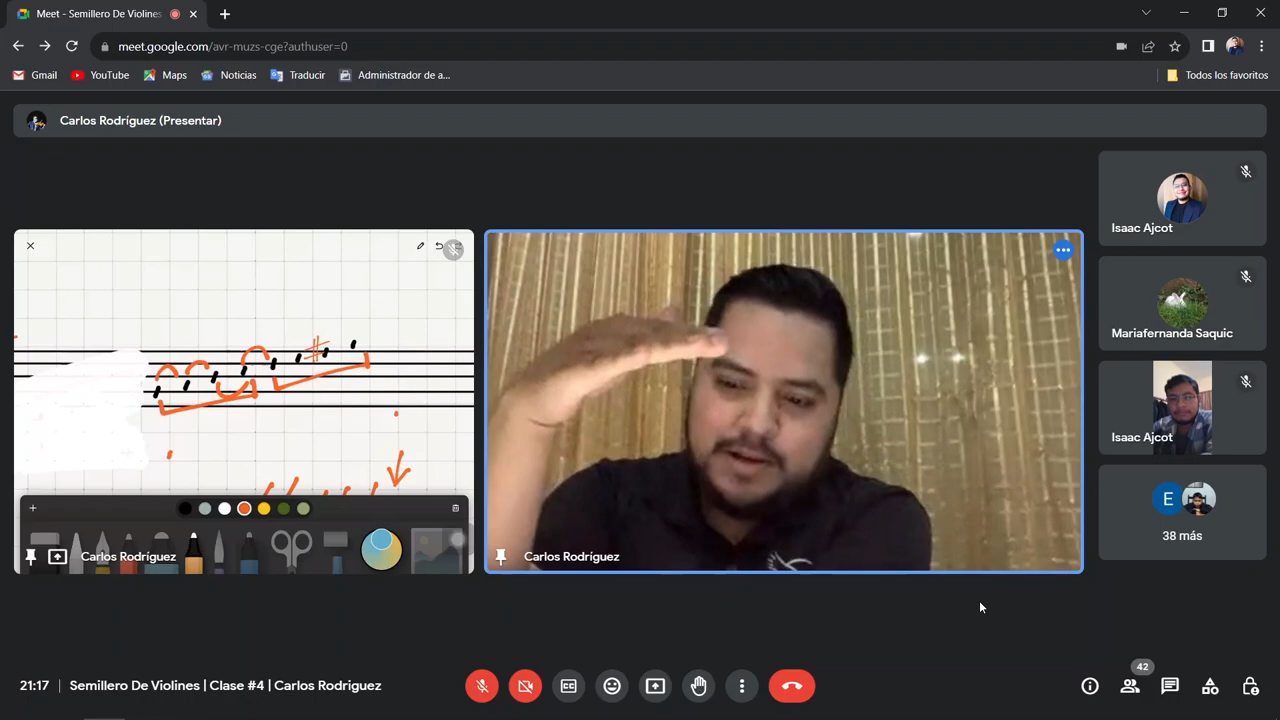 Meet - Semillero De Violines
meet.google.com/avr-muzs-cge?authuser=0
Gmail
YouTube
Maps
Noticias
Traducir
Administrador de a...
Todos los favoritos
Carlos Rodríguez (Presentar)
Isaac Ajcot
Mariafernanda Saquic
Isaac Ajcot
E
38 más
Carlos Rodríguez
Carlos Rodríguez
21:17
Semillero De Violines | Clase #4 | Carlos Rodriguez
42